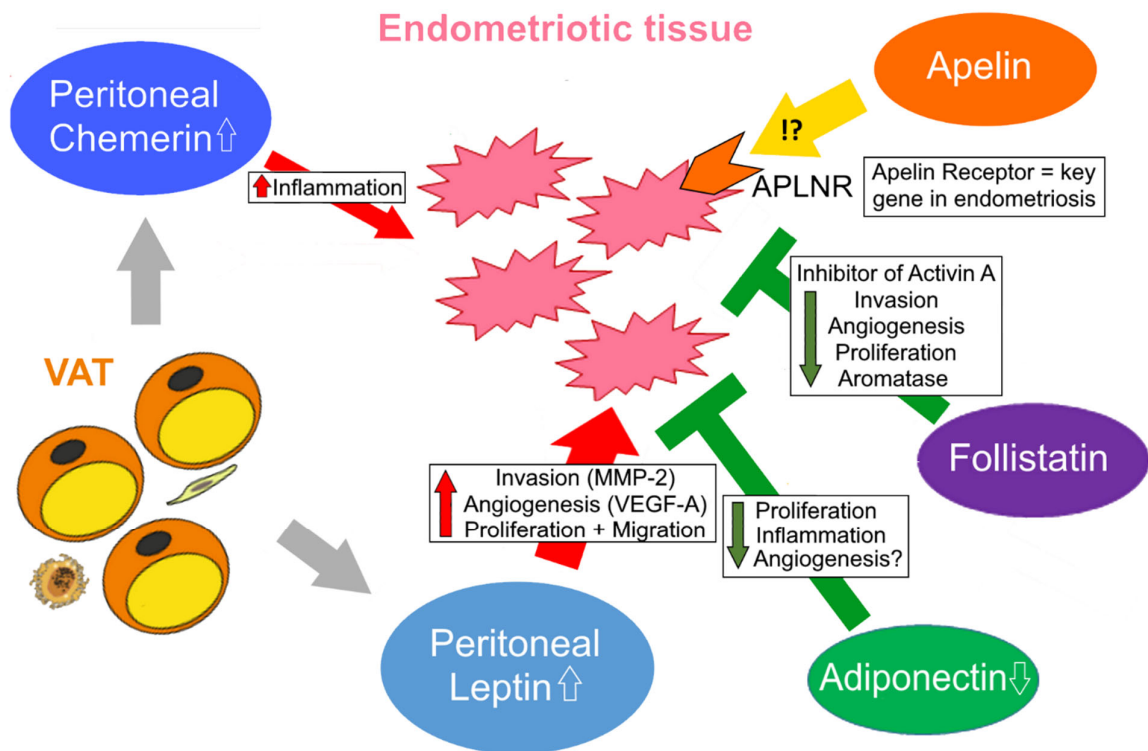 Endometriotic tissue
Peritoneal
Chemerin⇧
Apelin
!?
Inflammation
APLNR
Apelin Receptor = key
gene in endometriosis
Inhibitor of Activin A
Invasion
Angiogenesis
Proliferation
Aromatase
VAT
Follistatin
Invasion (MMP-2)
Angiogenesis (VEGF-A)
Proliferation + Migration
Proliferation
Inflammation
Angiogenesis?
Peritoneal
Leptin⇧
Adiponectin⇩